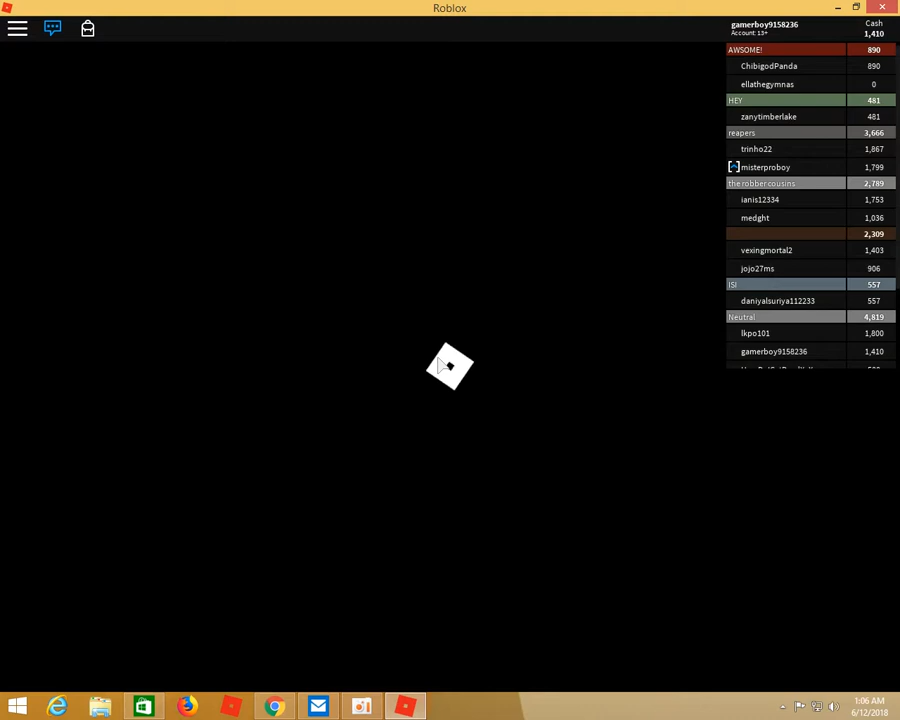 Roblox
gamerboy9158236
Account: 13+
Cash
1,410
AWSOME! 890
ChibigodPanda 890
ellathegymnas 0
HEY 481
zanytimberlake 481
reapers 3,666
trinho22 1,867
misterproboy 1,799
the robber cousins 2,789
ianis12334 1,753
medght 1,036
2,309
vexingmortal2 1,403
jojo27ms 906
ISI 557
daniyalsuriya112233 557
Neutral 4,819
lkpo101 1,800
gamerboy9158236 1,410
1:06 AM
6/12/2018